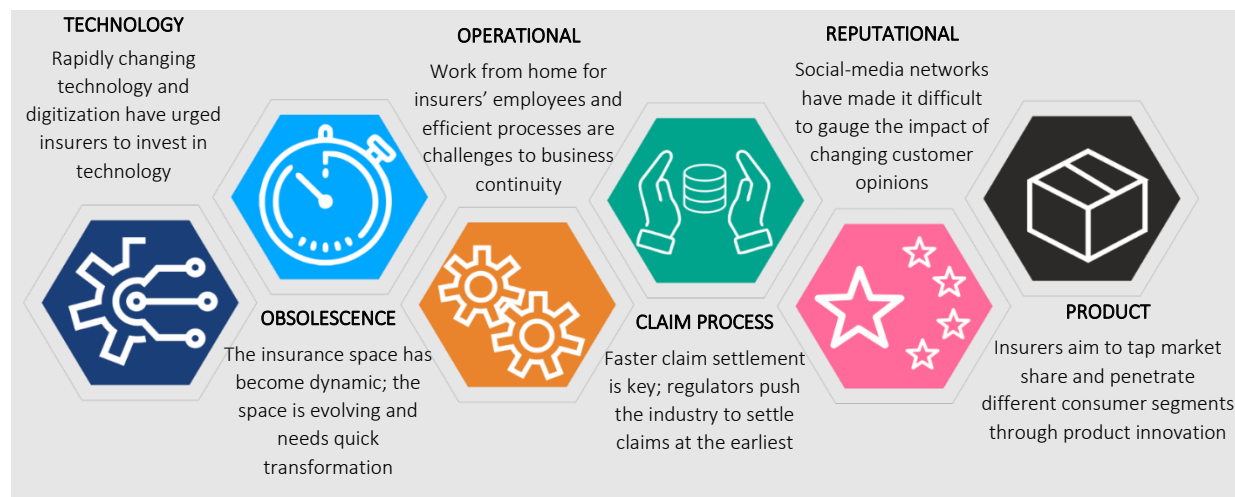 TECHNOLOGY
Rapidly changing
technology and
digitization have urged
insurers to invest in
technology
OBSOLESCENCE
The insurance space has
become dynamic; the
space is evolving and
needs quick
transformation
OPERATIONAL
Work from home for
insurers’ employees and
efficient processes are
challenges to business
continuity
CLAIM PROCESS
Faster claim settlement
is key; regulators push
the industry to settle
claims at the earliest
REPUTATIONAL
Social-media networks
have made it difficult
to gauge the impact of
changing customer
opinions
PRODUCT
Insurers aim to tap market
share and penetrate
different consumer segments
through product innovation